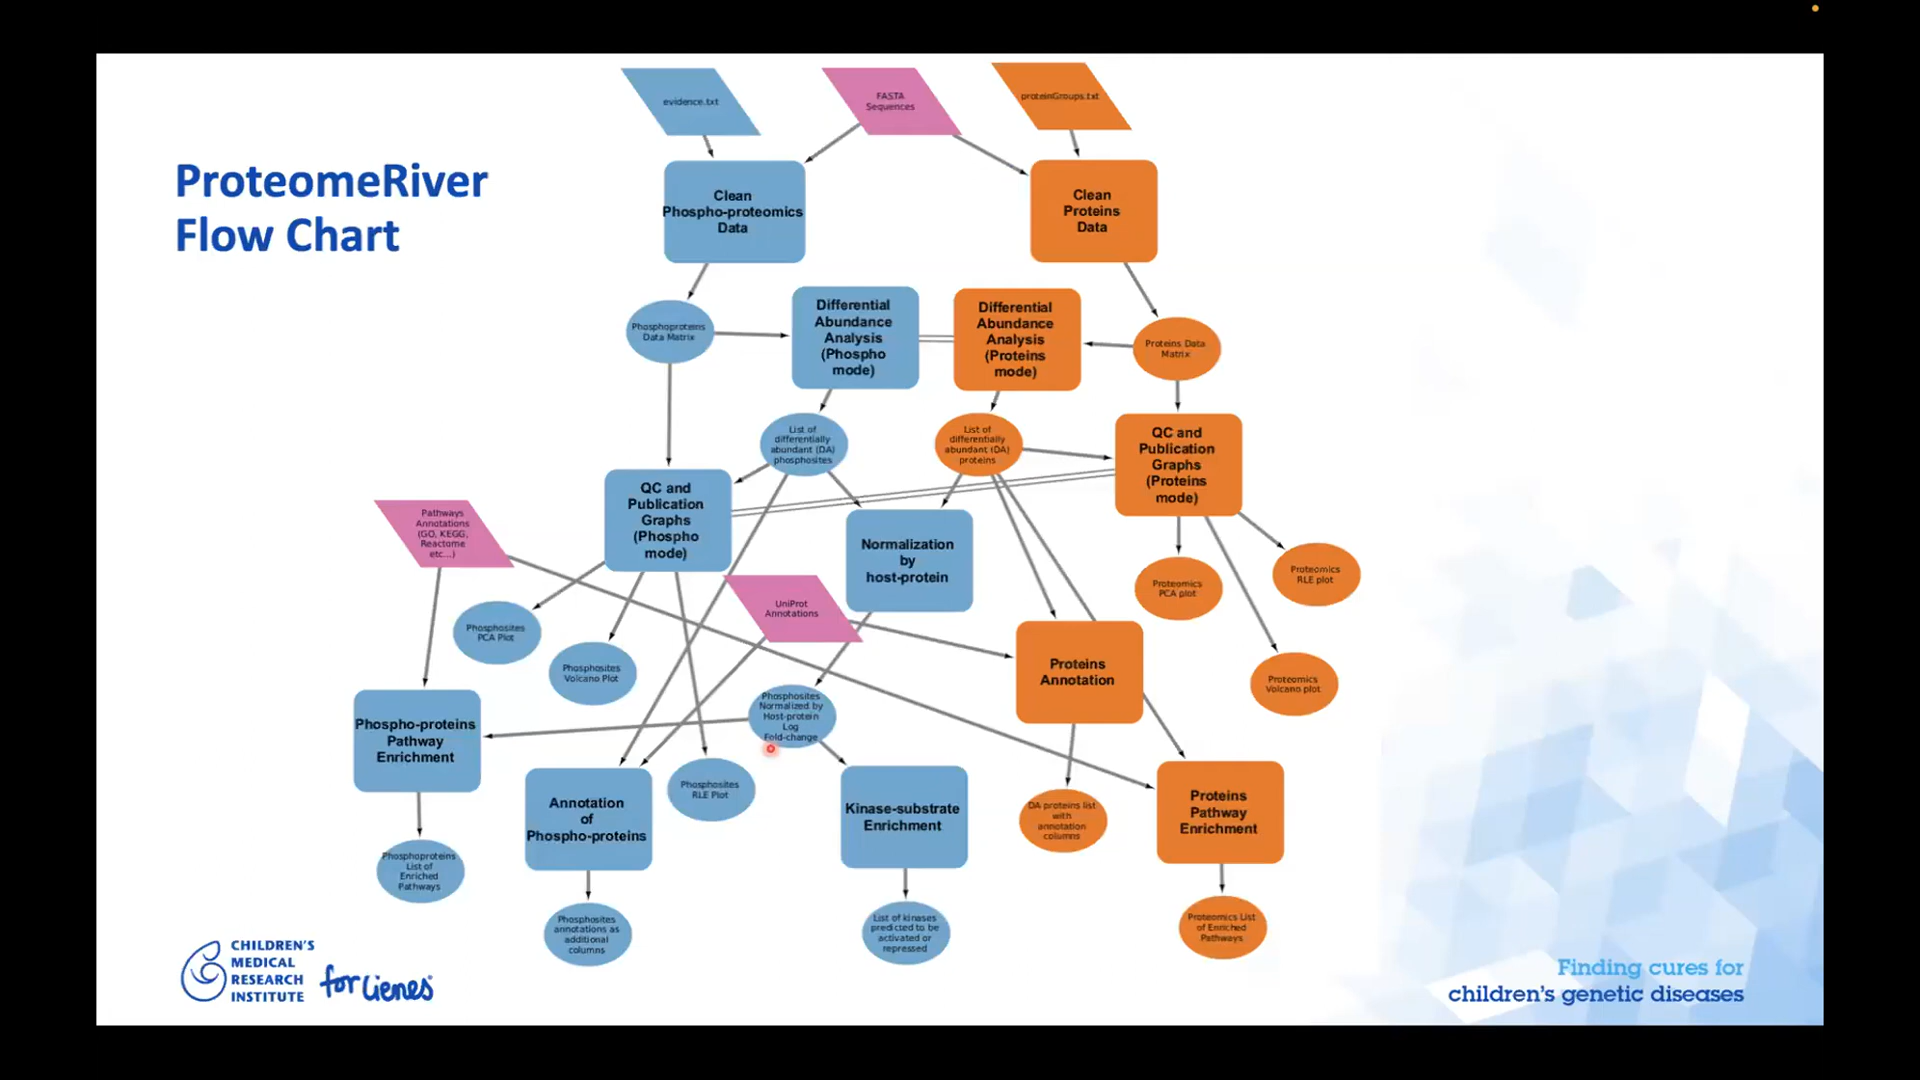 ProteomeRiver
Flow Chart
evidence.txt
FASTA
Sequences
proteinGroups.txt
Clean
Phospho-proteomics
Data
Clean
Proteins
Data
Phosphoproteins
Data Matrix
Differential
Abundance
Analysis
(Phospho
mode)
Differential
Abundance
Analysis
(Proteins
mode)
Proteins Data
Matrix
List of
differentially
abundant (DA)
phosphosites
List of
differentially
abundant (DA)
proteins
QC and
Publication
Graphs
(Proteins
mode)
QC and
Publication
Graphs
(Phospho
mode)
Pathways
Annotations
(GO, KEGG,
Reactome
etc...)
Normalization
by
host-protein
Proteomics
PCA plot
Proteomics
RLE plot
UniProt
Annotations
Phosphosites
PCA Plot
Phosphosites
Volcano Plot
Proteins
Annotation
Proteomics
Volcano plot
Phosphosites
Normalized by
Host-protein
Log
Fold-change
Phospho-proteins
Pathway
Enrichment
Phosphosites
RLE Plot
Annotation
of
Phospho-proteins
Kinase-substrate
Enrichment
DA proteins list
with
annotation
columns
Proteins
Pathway
Enrichment
Phosphoproteins
List of
Enriched
Pathways
Phosphosites
annotations as
additional
columns
List of kinases
predicted to be
activated or
repressed
Proteomics List
of Enriched
Pathways
CHILDREN'S
MEDICAL
RESEARCH
INSTITUTE
for
Finding cures for
children's genetic diseases